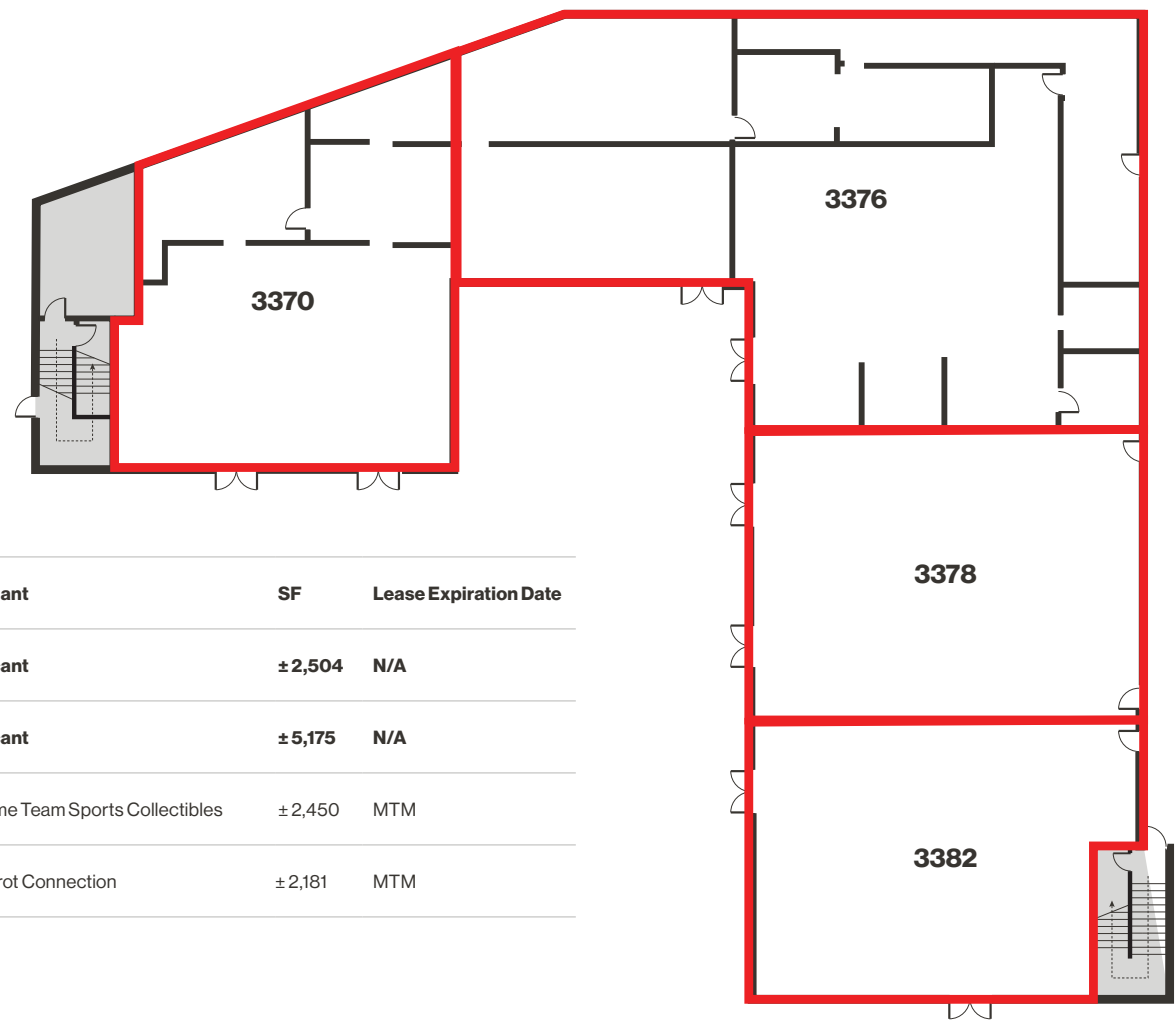 3376
3370
3378
3382
ant SF Lease Expiration Date
ant ±2,504 N/A
ant ±5,175 N/A
me Team Sports Collectibles ±2,450 MTM
rot Connection ±2,181 MTM